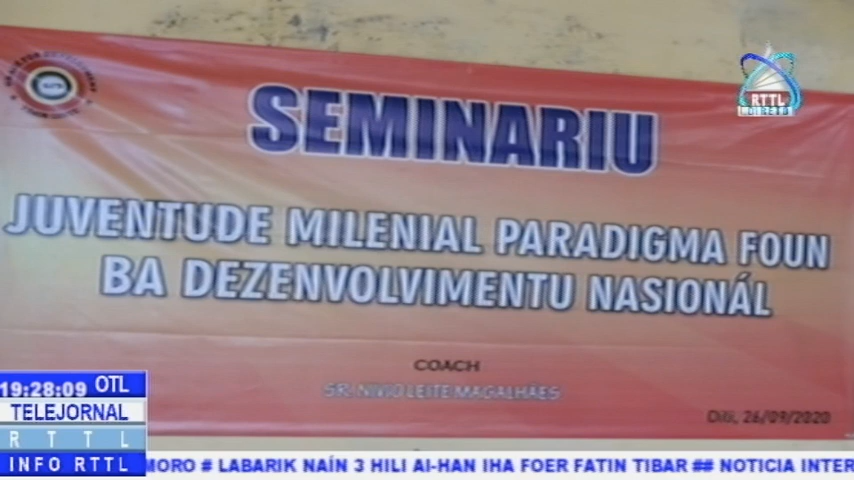 SEMINARIU
JUVENTUDE MILENIAL PARADIGMA FOUN
BA DEZENVOLVIMENTU NASIONÁL
COACH
SR. NIVIO LEITE MAGALHÃES
Dili, 26/09/2020
RTTL
DIRETU
19:28:09 OTL
TELEJORNAL
RTTL
INFO RTTL
MORO # LABARIK NAÍN 3 HILI AI-HAN IHA FOER FATIN TIBAR ## NOTICIA INTER